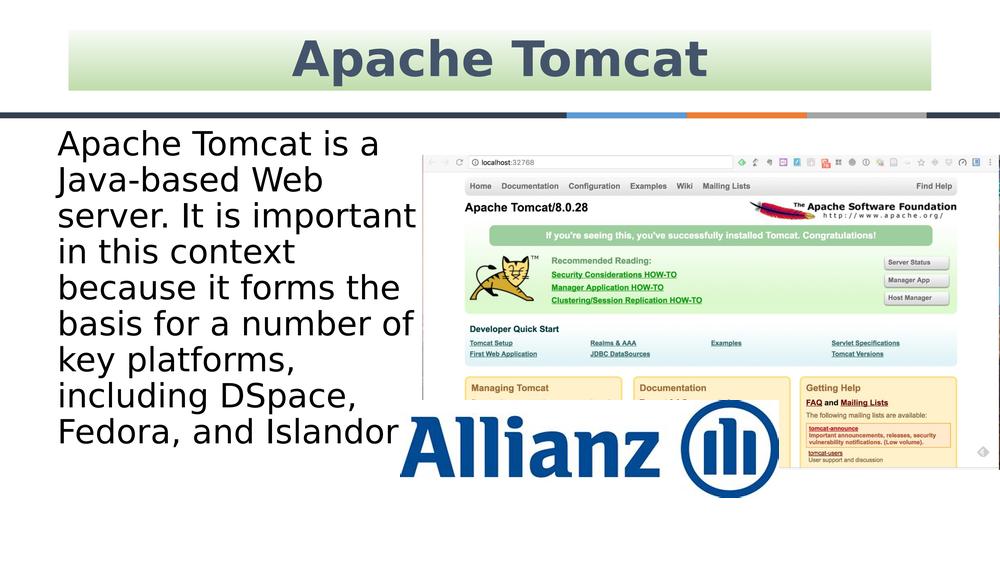 Apache Tomcat
Apache Tomcat is a
Java-based Web
server. It is important
in this context
because it forms the
basis for a number of
key platforms,
including DSpace,
Fedora, and Islandor
localhost:32768
Home Documentation Configuration Examples Wiki Mailing Lists Find Help
Apache Tomcat/8.0.28
The Apache Software Foundation
http://www.apache.org/
If you're seeing this, you've successfully installed Tomcat. Congratulations!
TM
Recommended Reading:
Security Considerations HOW-TO
Manager Application HOW-TO
Clustering/Session Replication HOW-TO
Server Status
Manager App
Host Manager
Developer Quick Start
Tomcat Setup Realms & AAA Examples Servlet Specifications
First Web Application JDBC DataSources Tomcat Versions
Managing Tomcat Documentation Getting Help
FAQ and Mailing Lists
The following mailing lists are available:
tomcat-announce
Important announcements, releases, security
vulnerability notifications. (Low volume).
tomcat-users
User support and discussion
Allianz